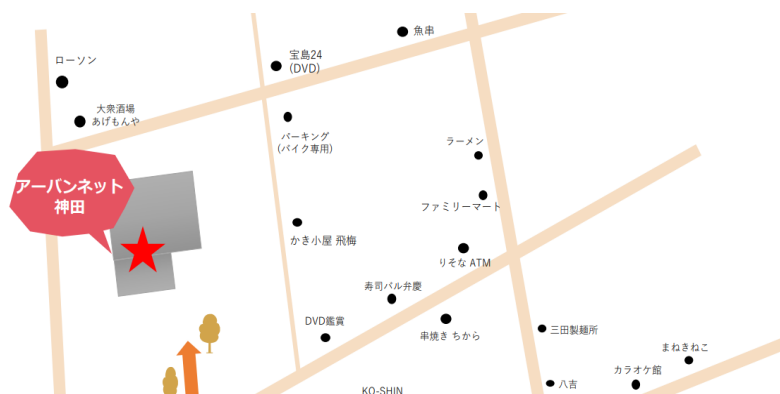 魚串
宝島24
(DVD)
ローソン
大衆酒場
あげもんや
パーキング
(バイク専用)
ラーメン
アーバンネット
神田
ファミリーマート
かき小屋 飛梅
りそな ATM
寿司バル弁慶
DVD鑑賞
串焼き ちから
三田製麺所
まねきねこ
カラオケ館
八吉
KO-SHIN